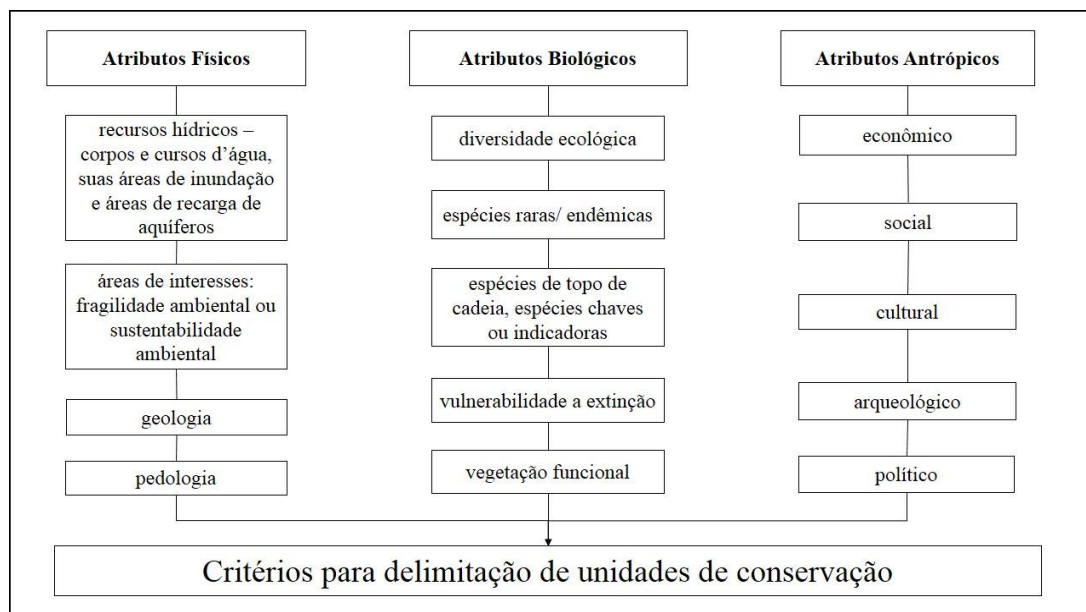 Atributos Físicos
recursos hídricos –
corpos e cursos d’água,
suas áreas de inundação
e áreas de recarga de
aquíferos
áreas de interesses:
fragilidade ambiental ou
sustentabilidade
ambiental
geologia
pedologia
Atributos Biológicos
diversidade ecológica
espécies raras/ endêmicas
espécies de topo de
cadeia, espécies chaves
ou indicadoras
vulnerabilidade a extinção
vegetação funcional
Atributos Antrópicos
econômico
social
cultural
arqueológico
político
Critérios para delimitação de unidades de conservação